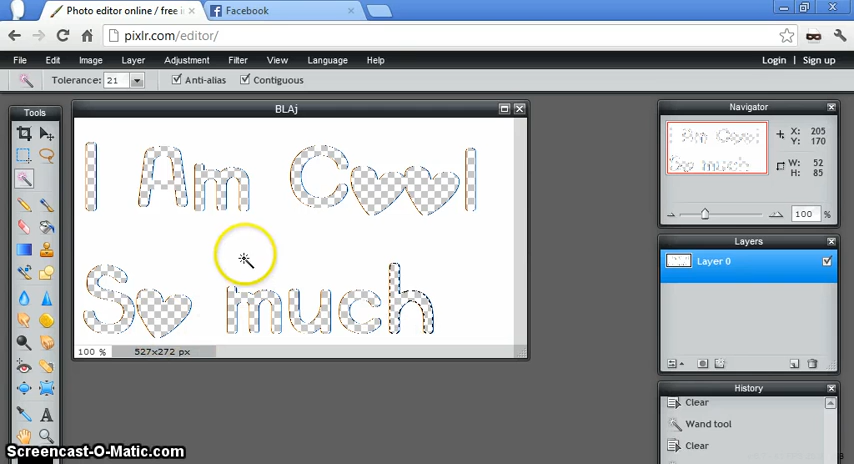 Photo editor online / free i
Facebook
pixlr.com/editor/
File Edit Image Layer Adjustment Filter View Language Help Login | Sign up
Tolerance: 21 Anti-alias Contiguous
Tools
BLAj
I Am Cool
So much
100 % 527x272 px
Navigator
X: 205
Y: 170
W: 52
H: 85
100 %
Layers
Layer 0
History
Clear
Wand tool
Clear
Screencast-O-Matic.com